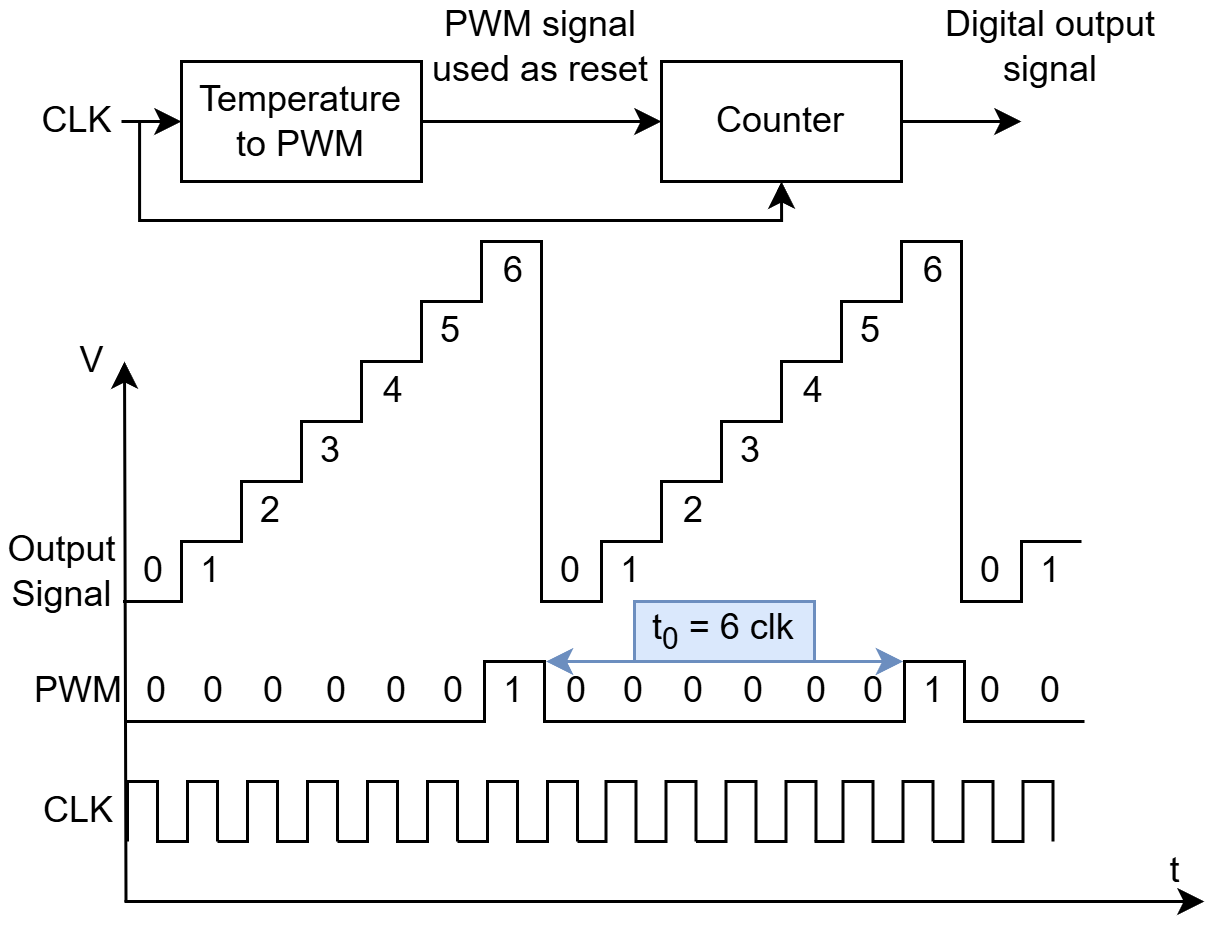 PWM signal
used as reset
Digital output
signal
CLK
Temperature
to PWM
Counter
V
6
6
5
5
4
4
3
3
2
2
Output
Signal
0 1 0 1 0 1
t0 = 6 clk
PWM
0 0 0 0 0 0 1 0 0 0 0 0 0 1 0 0
CLK
t